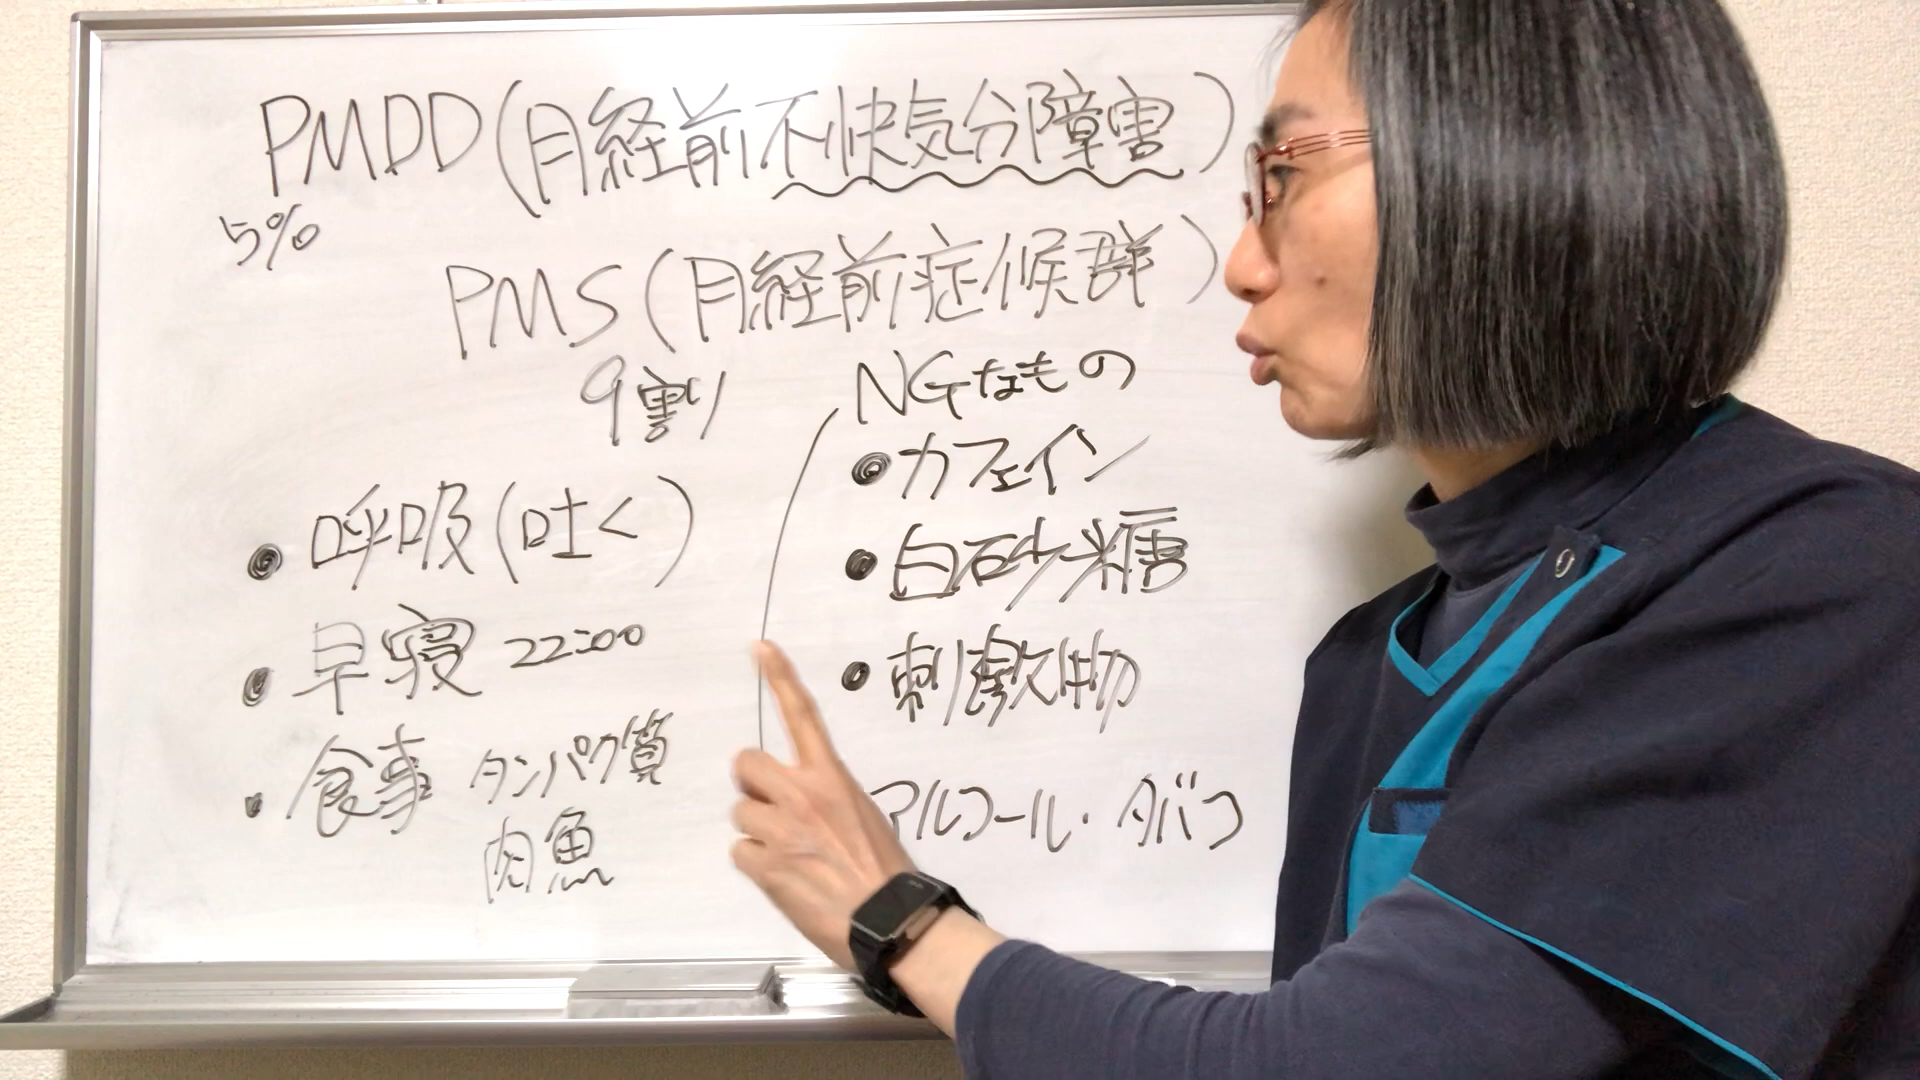 PMDD(月経前不快気分障害)
5%
PMS(月経前症候群)
9割
• 呼吸(吐く)
• 早寝 22:00
• 食事 タンパク質
肉魚
NGなもの
• カフェイン
• 白砂糖
• 刺激物
アルコール・タバコ